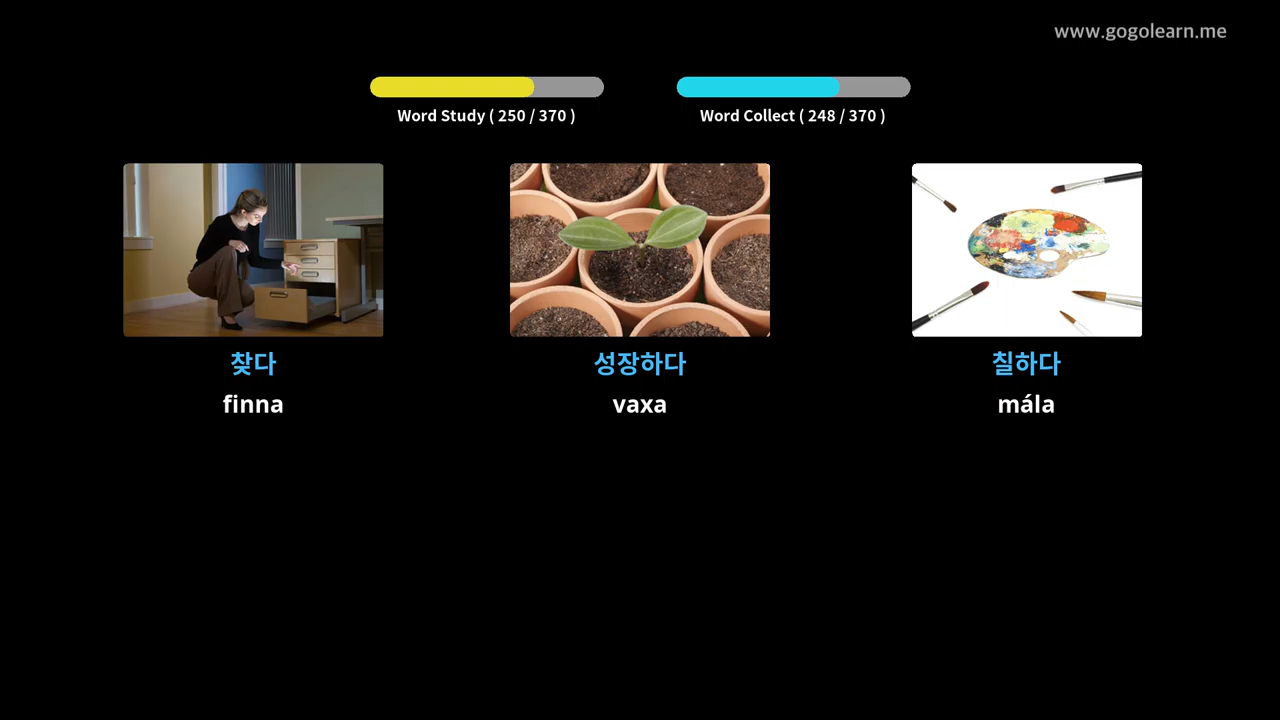 www.gogolearn.me
Word Study ( 250 / 370 )
Word Collect ( 248 / 370 )
찾다
finna
성장하다
vaxa
칠하다
mála